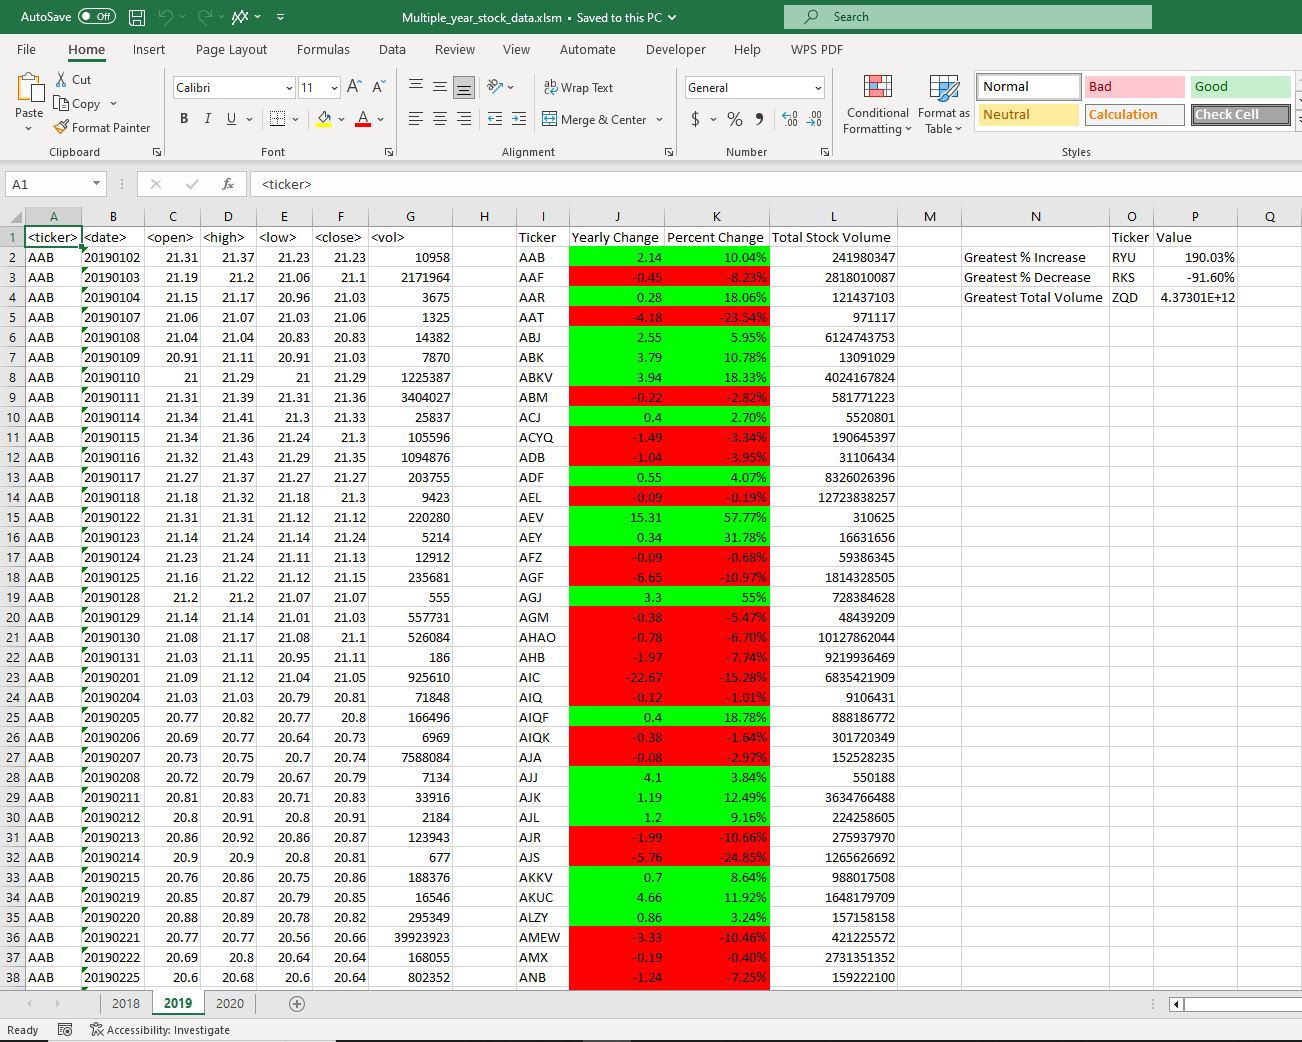 AutoSave Off Multiple_year_stock_data.xlsm • Saved to this PC Search
File Home Insert Page Layout Formulas Data Review View Automate Developer Help WPS PDF
Paste Cut Copy Format Painter Calibri 11 A A Wrap Text General Conditional Formatting Format as Table Normal Bad Good
B I U A Merge & Center $ % Neutral Calculation Check Cell
Clipboard Font Alignment Number Styles
A1 fx <ticker>
A B C D E F G H I J K L M N O P Q
1 <ticker> <date> <open> <high> <low> <close> <vol> Ticker Yearly Change Percent Change Total Stock Volume Ticker Value
2 AAB 20190102 21.31 21.37 21.23 21.23 10958 AAB 2.14 10.04% 241980347 Greatest % Increase RYU 190.03%
3 AAB 20190103 21.19 21.2 21.06 21.1 2171964 AAF -0.45 -8.23% 2818010087 Greatest % Decrease RKS -91.60%
4 AAB 20190104 21.15 21.17 20.96 21.03 3675 AAR 0.28 18.06% 121437103 Greatest Total Volume ZQD 4.37301E+12
5 AAB 20190107 21.06 21.07 21.03 21.06 1325 AAT -4.18 -23.54% 971117
6 AAB 20190108 21.04 21.04 20.83 20.83 14382 ABJ 2.55 5.95% 6124743753
7 AAB 20190109 20.91 21.11 20.91 21.03 7870 ABK 3.79 10.78% 13091029
8 AAB 20190110 21 21.29 21 21.29 1225387 ABKV 3.94 18.33% 4024167824
9 AAB 20190111 21.31 21.39 21.31 21.36 3404027 ABM -0.22 -2.82% 581771223
10 AAB 20190114 21.34 21.41 21.3 21.33 25837 ACJ 0.4 2.70% 5520801
11 AAB 20190115 21.34 21.36 21.24 21.3 105596 ACYQ -1.49 -3.34% 190645397
12 AAB 20190116 21.32 21.43 21.29 21.35 1094876 ADB -1.04 -3.95% 31106434
13 AAB 20190117 21.27 21.37 21.27 21.27 203755 ADF 0.55 4.07% 8326026396
14 AAB 20190118 21.18 21.32 21.18 21.3 9423 AEL -0.09 -0.19% 12723838257
15 AAB 20190122 21.31 21.31 21.12 21.12 220280 AEV 15.31 57.77% 310625
16 AAB 20190123 21.14 21.24 21.14 21.24 5214 AEY 0.34 31.78% 16631656
17 AAB 20190124 21.23 21.24 21.11 21.13 12912 AFZ -0.09 -0.68% 59386345
18 AAB 20190125 21.16 21.22 21.12 21.15 235681 AGF -6.65 -10.97% 1814328505
19 AAB 20190128 21.2 21.2 21.07 21.07 555 AGJ 3.3 55% 728384628
20 AAB 20190129 21.14 21.14 21.01 21.03 557731 AGM -0.38 -5.47% 48439209
21 AAB 20190130 21.08 21.17 21.08 21.1 526084 AHAO -0.78 -6.70% 10127862044
22 AAB 20190131 21.03 21.11 20.95 21.11 186 AHB -1.97 -7.74% 9219936469
23 AAB 20190201 21.09 21.12 21.04 21.05 925610 AIC -22.67 -15.28% 6835421909
24 AAB 20190204 21.03 21.03 20.79 20.81 71848 AIQ -0.12 -1.01% 9106431
25 AAB 20190205 20.77 20.82 20.77 20.8 166496 AIQF 0.4 18.78% 888186772
26 AAB 20190206 20.69 20.77 20.64 20.73 6969 AIQK -0.38 -1.64% 301720349
27 AAB 20190207 20.73 20.75 20.7 20.74 7588084 AJA -0.08 -2.97% 152528235
28 AAB 20190208 20.72 20.79 20.67 20.79 7134 AJJ 4.1 3.84% 550188
29 AAB 20190211 20.81 20.83 20.71 20.83 33916 AJK 1.19 12.49% 3634766488
30 AAB 20190212 20.8 20.91 20.8 20.91 2184 AJL 1.2 9.16% 224258605
31 AAB 20190213 20.86 20.92 20.86 20.87 123943 AJR -1.99 -10.66% 275937970
32 AAB 20190214 20.9 20.9 20.8 20.81 677 AJS -5.76 -24.85% 1265626692
33 AAB 20190215 20.76 20.86 20.75 20.86 188376 AKKV 0.7 8.64% 988017508
34 AAB 20190219 20.85 20.87 20.79 20.85 16546 AKUC 4.66 11.92% 1648179709
35 AAB 20190220 20.88 20.89 20.78 20.82 295349 ALZY 0.86 3.24% 157158158
36 AAB 20190221 20.77 20.77 20.56 20.66 39923923 AMEW -3.33 -10.46% 421225572
37 AAB 20190222 20.69 20.8 20.64 20.64 168055 AMX -0.19 -0.40% 2731351352
38 AAB 20190225 20.6 20.68 20.6 20.64 802352 ANB -1.24 -7.25% 159222100
2018 2019 2020
Ready Accessibility: Investigate